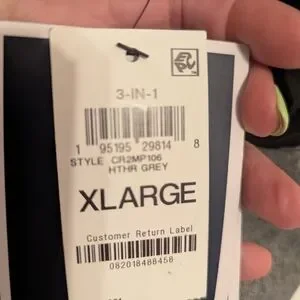 3-IN-1
1 95195 29814 8
STYLE CR2MP106
HTHR GREY
XLARGE
Customer Return Label
082018488458